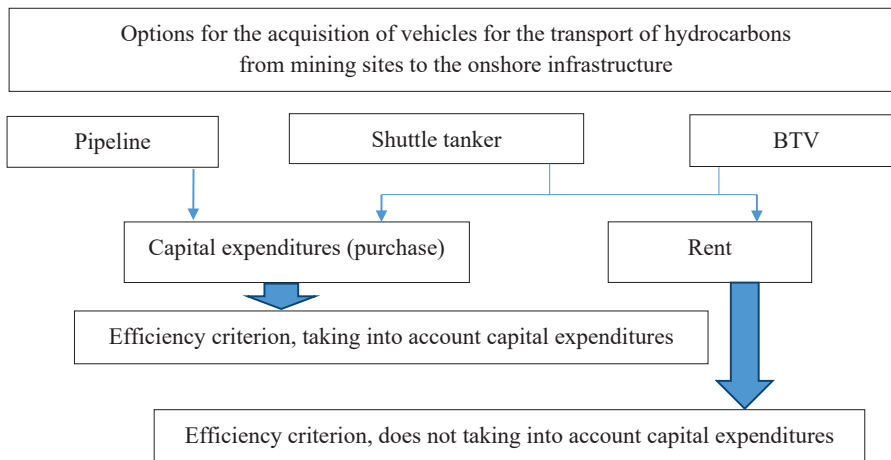 Options for the acquisition of vehicles for the transport of hydrocarbons
from mining sites to the onshore infrastructure
Pipeline
Shuttle tanker
BTV
Capital expenditures (purchase)
Rent
Efficiency criterion, taking into account capital expenditures
Efficiency criterion, does not taking into account capital expenditures